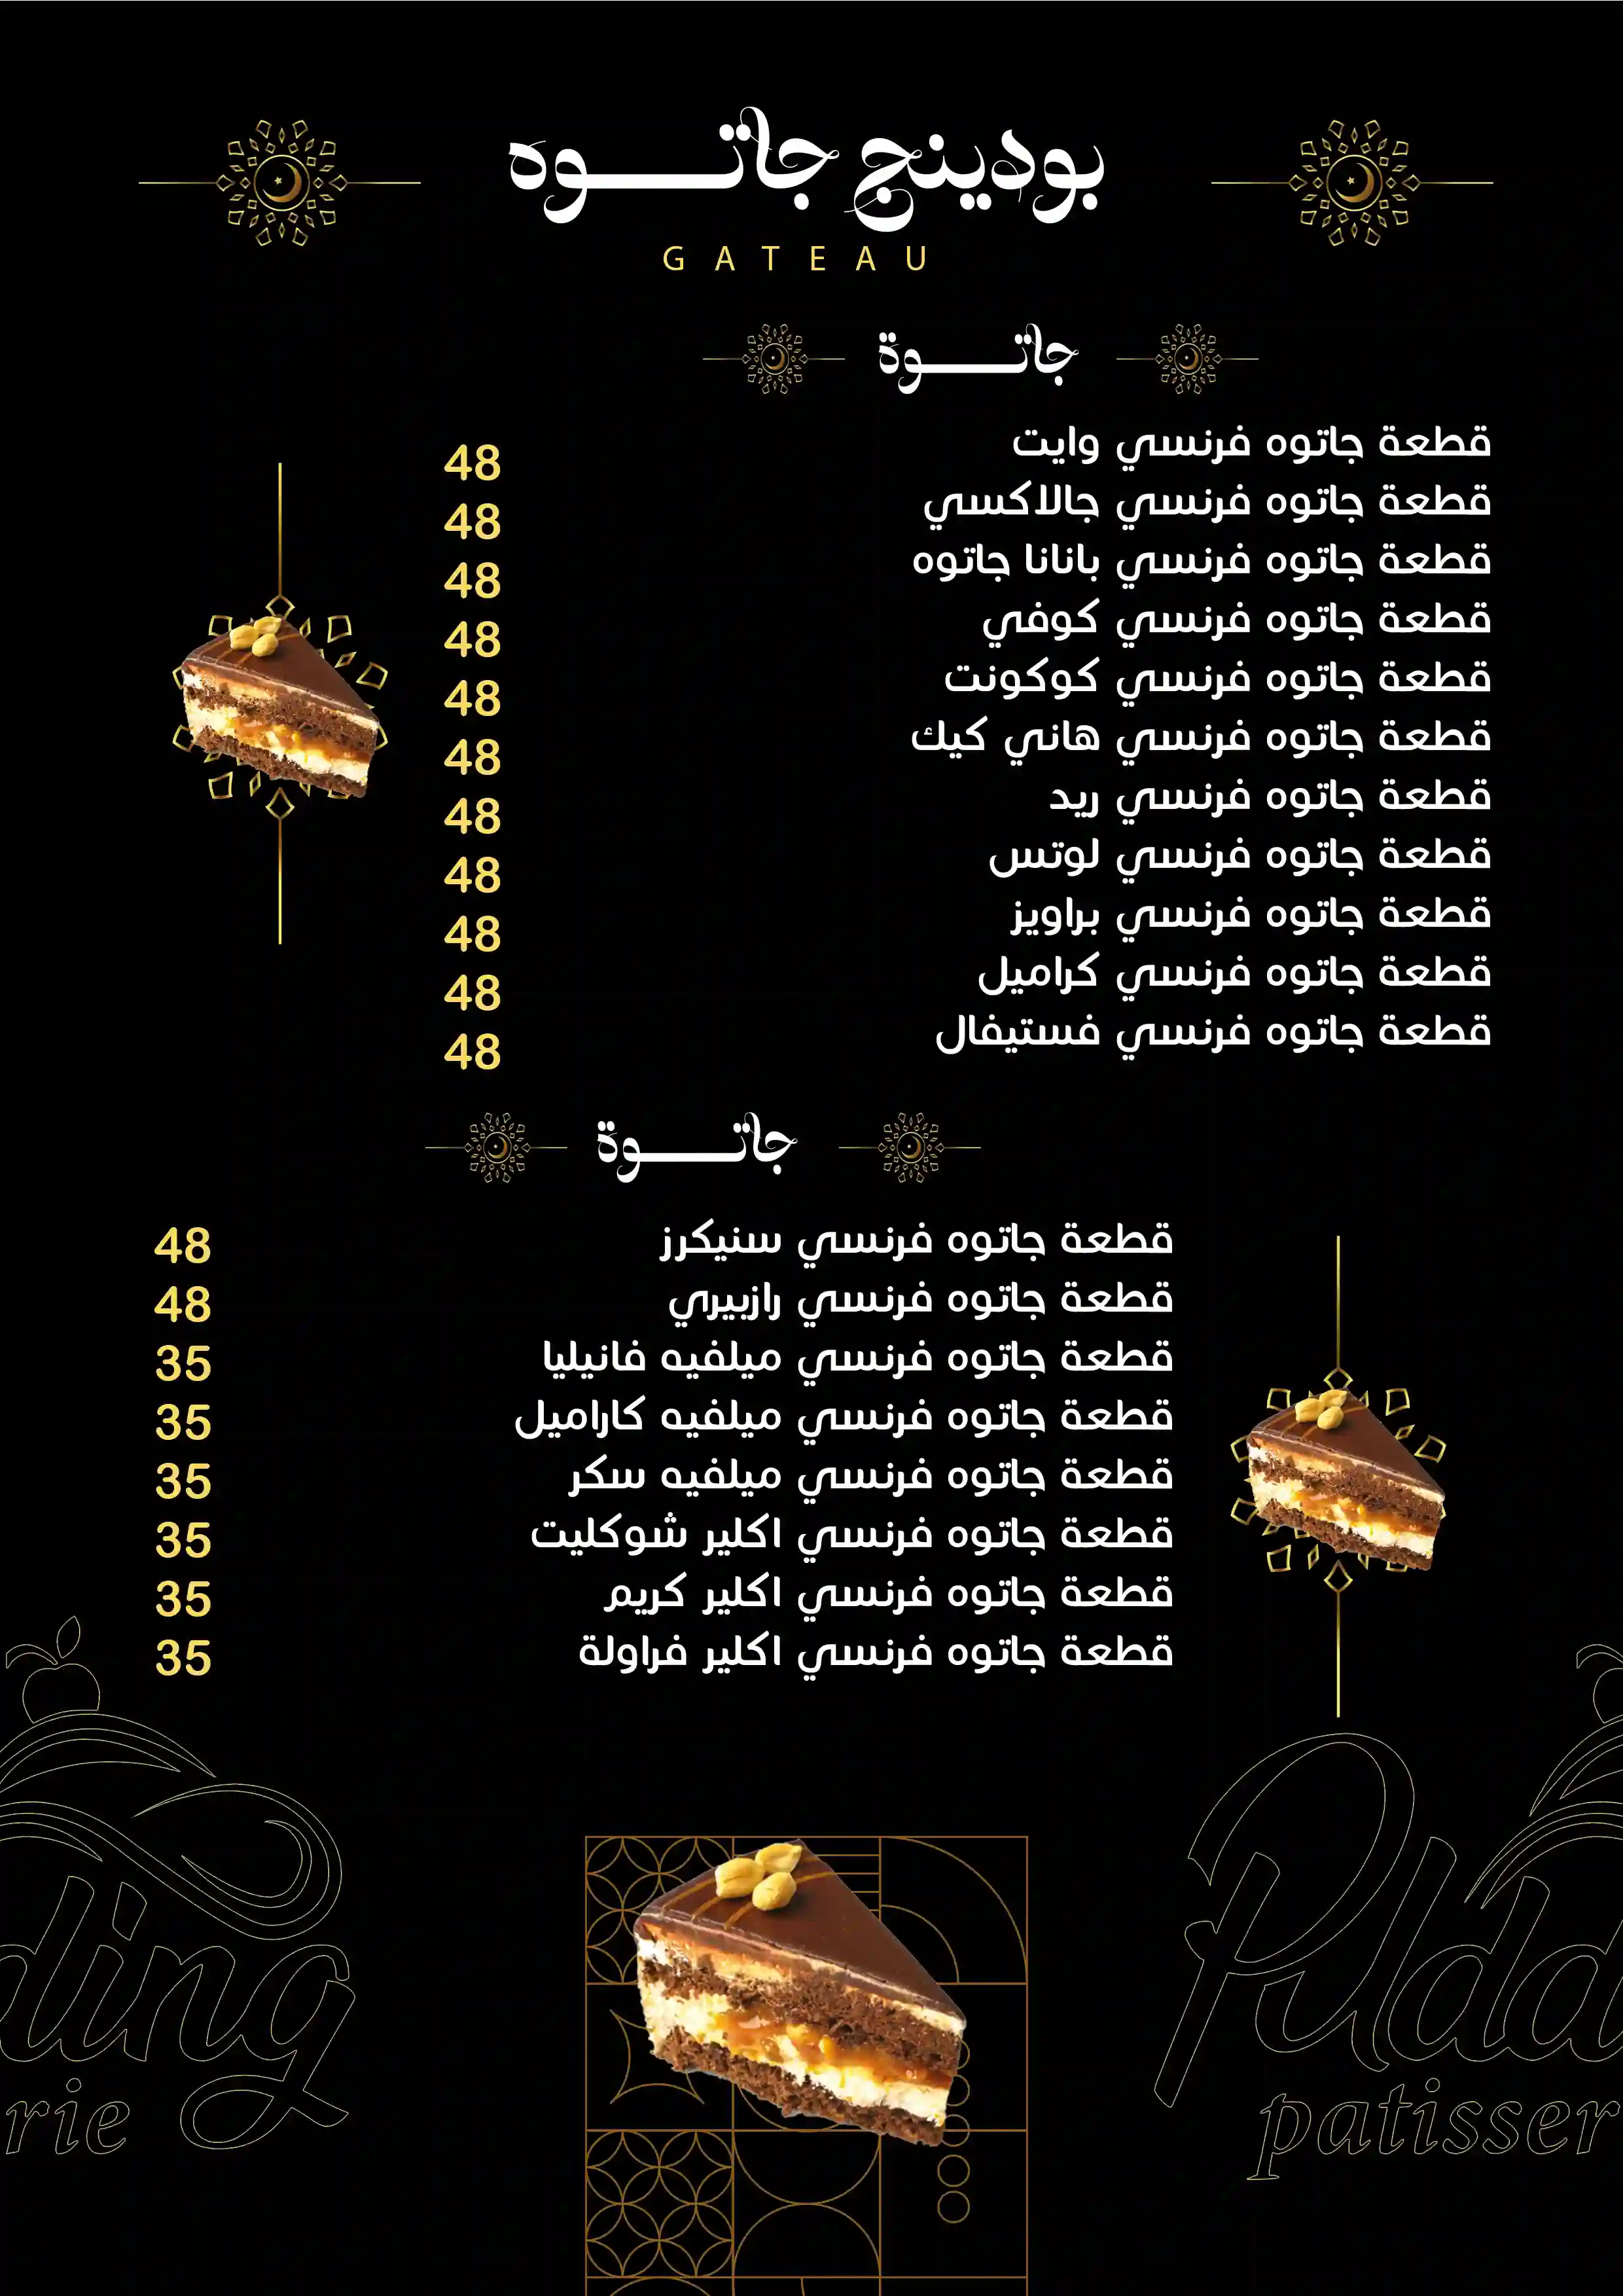 بودينج جاتـــوه
GATEAU
جاتـــوة
قطعة جاتوه فرنسي وايت 48
قطعة جاتوه فرنسي جالاكسي 48
قطعة جاتوه فرنسي بانانا جاتوه 48
قطعة جاتوه فرنسي كوفي 48
قطعة جاتوه فرنسي كوكونت 48
قطعة جاتوه فرنسي هاني كيك 48
قطعة جاتوه فرنسي ريد 48
قطعة جاتوه فرنسي لوتس 48
قطعة جاتوه فرنسي براويز 48
قطعة جاتوه فرنسي كراميل 48
قطعة جاتوه فرنسي فستيفال 48
جاتـــوة
قطعة جاتوه فرنسي سنيكرز 48
قطعة جاتوه فرنسي رازبيري 48
قطعة جاتوه فرنسي ميلفيه فانيليا 35
قطعة جاتوه فرنسي ميلفيه كاراميل 35
قطعة جاتوه فرنسي ميلفيه سكر 35
قطعة جاتوه فرنسي اكلير شوكليت 35
قطعة جاتوه فرنسي اكلير كريم 35
قطعة جاتوه فرنسي اكلير فراولة 35
ding
rie
Pudd
patisser